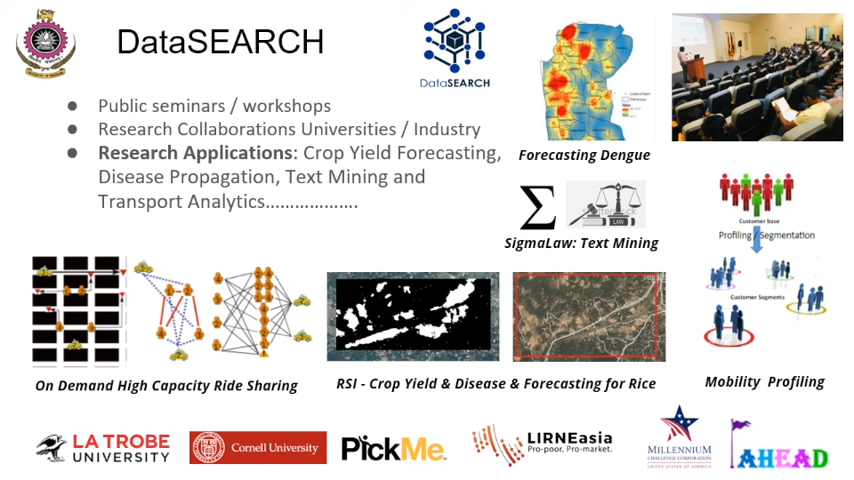 DataSEARCH
DataSEARCH
● Public seminars / workshops
● Research Collaborations Universities / Industry
● Research Applications: Crop Yield Forecasting,
Disease Propagation, Text Mining and
Transport Analytics……………….
Forecasting Dengue
LAW
SigmaLaw: Text Mining
Customer base
Profiling / Segmentation
Customer Segments
On Demand High Capacity Ride Sharing
RSI - Crop Yield & Disease & Forecasting for Rice
Mobility Profiling
LA TROBE
UNIVERSITY
Cornell University
PickMe
LIRNEasia
Pro-poor. Pro-market.
MILLENNIUM
CHALLENGE CORPORATION
UNITED STATES OF AMERICA
AHEAD